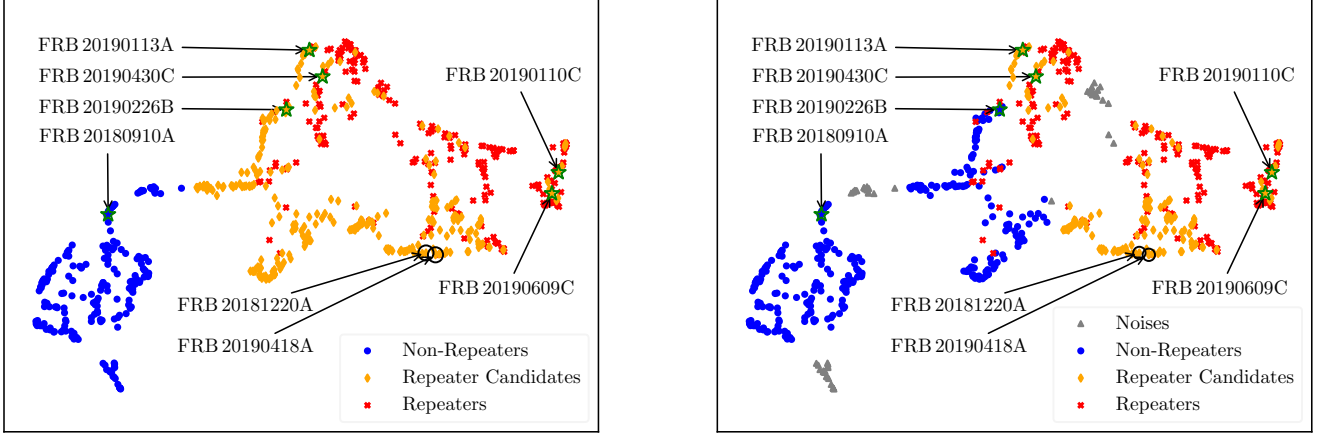 FRB 20190113A
FRB 20190430C
FRB 20190110C
FRB 20190226B
FRB 20180910A
FRB 20190609C
FRB 20181220A
FRB 20190418A
Non-Repeaters
Repeater Candidates
Repeaters
FRB 20190113A
FRB 20190430C
FRB 20190110C
FRB 20190226B
FRB 20180910A
FRB 20190609C
FRB 20181220A
FRB 20190418A
Noises
Non-Repeaters
Repeater Candidates
Repeaters